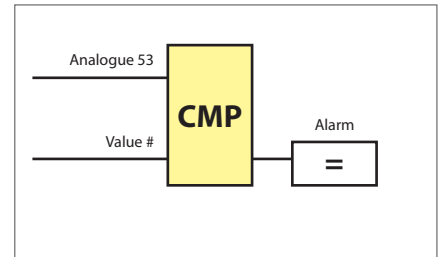 Analogue 53
CMP
Alarm
Value #
=